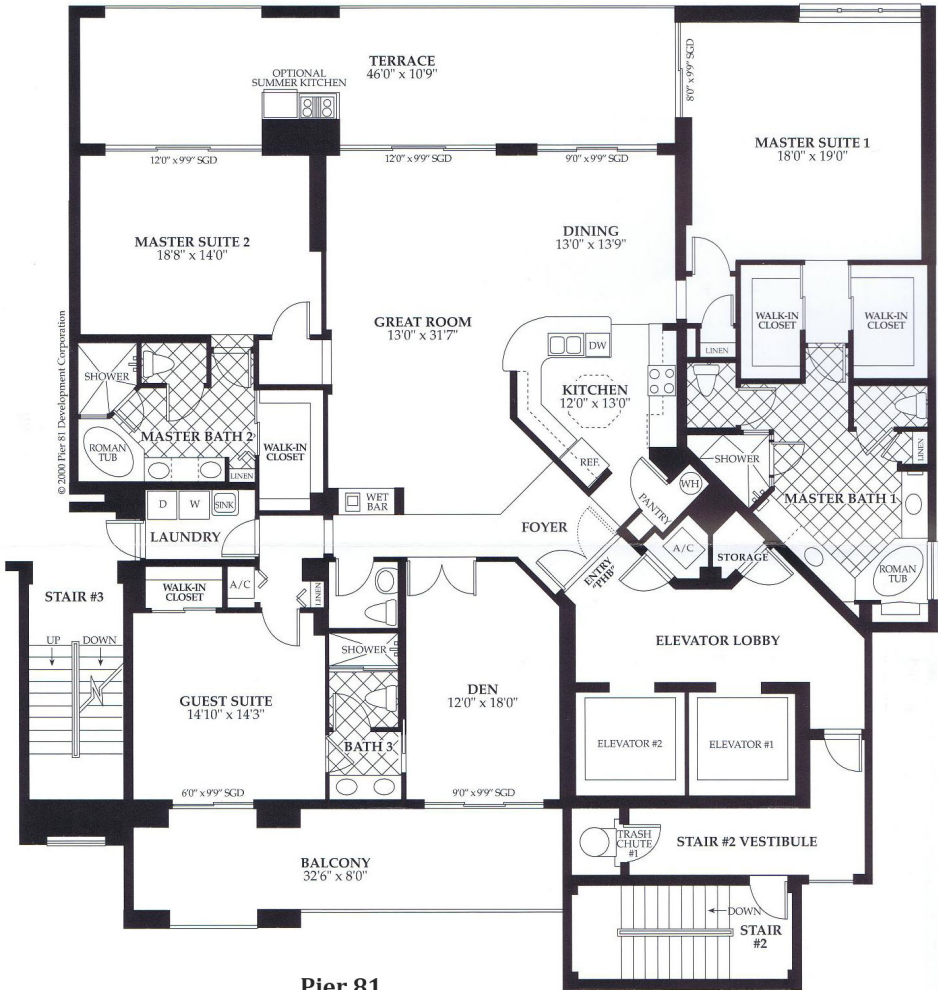 TERRACE
46'0" x 10'9"
OPTIONAL
SUMMER KITCHEN
8'0" x 9'9" SGD
12'0" x 9'9" SGD
12'0" x 9'9" SGD
9'0" x 9'9" SGD
MASTER SUITE 1
18'0" x 19'0"
MASTER SUITE 2
18'8" x 14'0"
DINING
13'0" x 13'9"
GREAT ROOM
13'0" x 31'7"
WALK-IN
CLOSET
WALK-IN
CLOSET
LINEN
DW
KITCHEN
12'0" x 13'0"
REF.
© 2000 Pier 81 Development Corporation
SHOWER
MASTER BATH 2
ROMAN
TUB
LINEN
WALK-IN
CLOSET
SHOWER
LINEN
MASTER BATH 1
ROMAN
TUB
PANTRY
WH
D
W
SINK
LAUNDRY
WET
BAR
FOYER
ENTRY
"PHB"
A/C
STORAGE
STAIR #3
UP
DOWN
WALK-IN
CLOSET
A/C
LINEN
SHOWER
ELEVATOR LOBBY
GUEST SUITE
14'10" x 14'3"
DEN
12'0" x 18'0"
BATH 3
ELEVATOR #2
ELEVATOR #1
6'0" x 9'9" SGD
9'0" x 9'9" SGD
TRASH
CHUTE
#1
STAIR #2 VESTIBULE
BALCONY
32'6" x 8'0"
DOWN
STAIR
#2
Pier 81